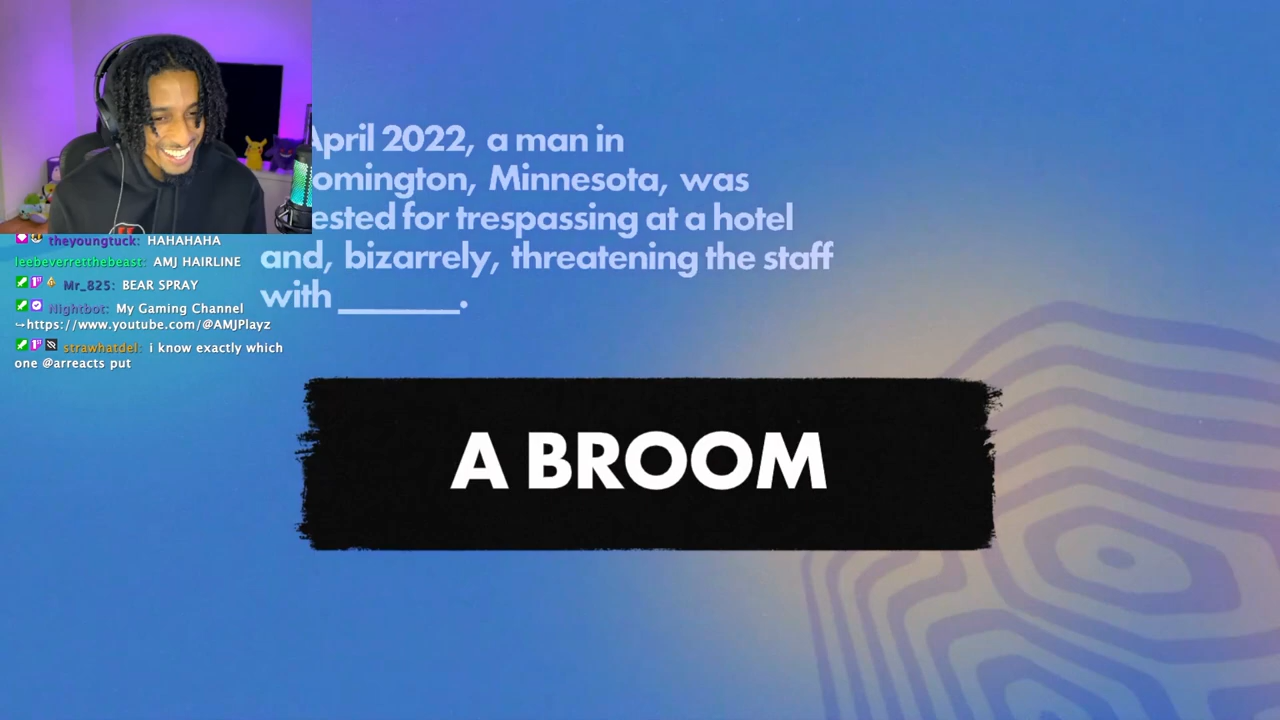 April 2022, a man in
omington, Minnesota, was
ested for trespassing at a hotel
and, bizarrely, threatening the staff
with _______.
A BROOM
theyoungtuck: HAHAHAHA
leebeverretthebeast: AMJ HAIRLINE
Mr_825: BEAR SPRAY
Nightbot: My Gaming Channel
↪https://www.youtube.com/@AMJPlayz
strawhatdel: i know exactly which
one @arreacts put